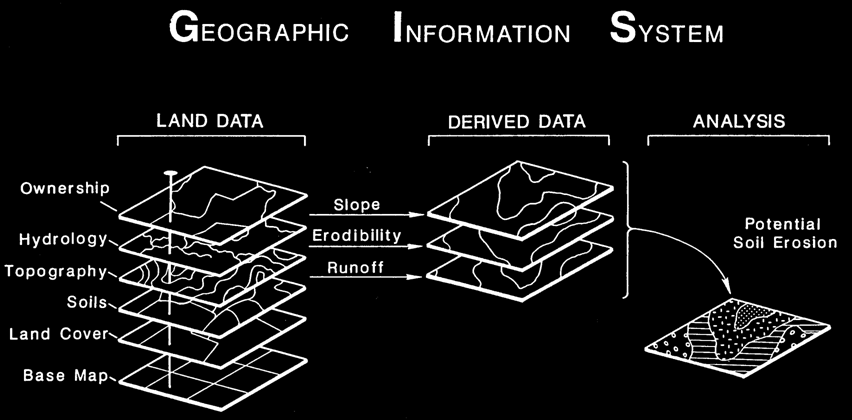 GEOGRAPHIC INFORMATION SYSTEM
LAND DATA
Ownership
Hydrology
Topography
Soils
Land Cover
Base Map
Slope
Erodibility
Runoff
DERIVED DATA
ANALYSIS
Potential
Soil Erosion